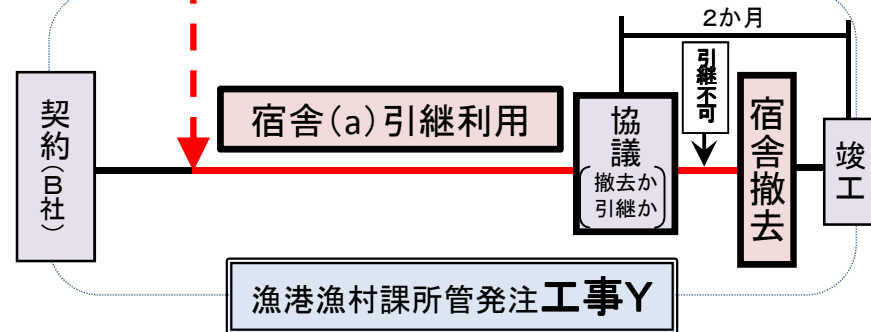 2か月
引継不可
契約(B社)
宿舎(a)引継利用
協議
撤去か
引継か
宿舎撤去
竣工
漁港漁村課所管発注工事Y